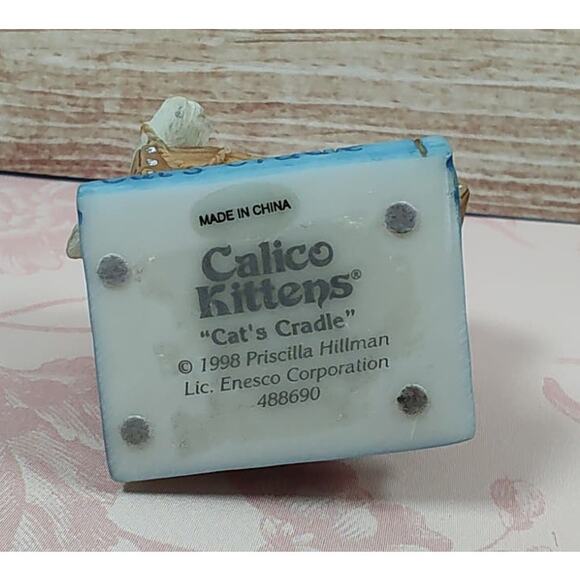 MADE IN CHINA
Calico
Kittens®
"Cat's Cradle"
© 1998 Priscilla Hillman
Lic. Enesco Corporation
488690